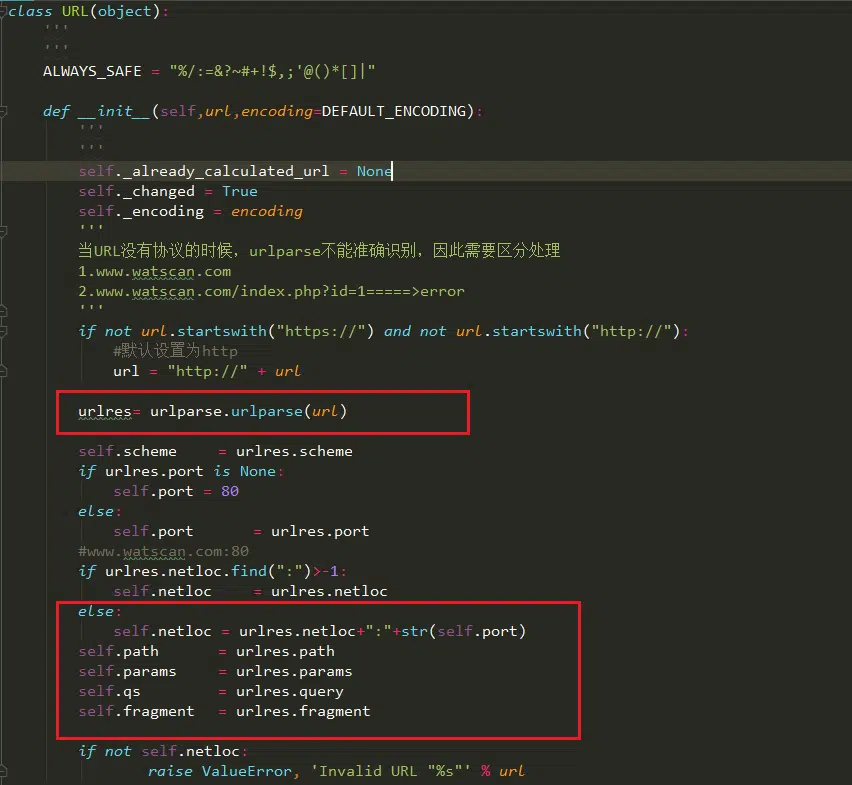 class URL(object):
'''
'''
ALWAYS_SAFE = "%/:=&?~#+!$,;'@()*[]|"
def __init__(self,url,encoding=DEFAULT_ENCODING):
'''
'''
self._already_calculated_url = None
self._changed = True
self._encoding = encoding
'''
当URL没有协议的时候，urlparse不能准确识别，因此需要区分处理
1.www.watscan.com
2.www.watscan.com/index.php?id=1=====>error
'''
if not url.startswith("https://") and not url.startswith("http://"):
#默认设置为http
url = "http://" + url
urlres= urlparse.urlparse(url)
self.scheme = urlres.scheme
if urlres.port is None:
self.port = 80
else:
self.port = urlres.port
#www.watscan.com:80
if urlres.netloc.find(":")>-1:
self.netloc = urlres.netloc
else:
self.netloc = urlres.netloc+":"+str(self.port)
self.path = urlres.path
self.params = urlres.params
self.qs = urlres.query
self.fragment = urlres.fragment
if not self.netloc:
raise ValueError, 'Invalid URL "%s"' % url